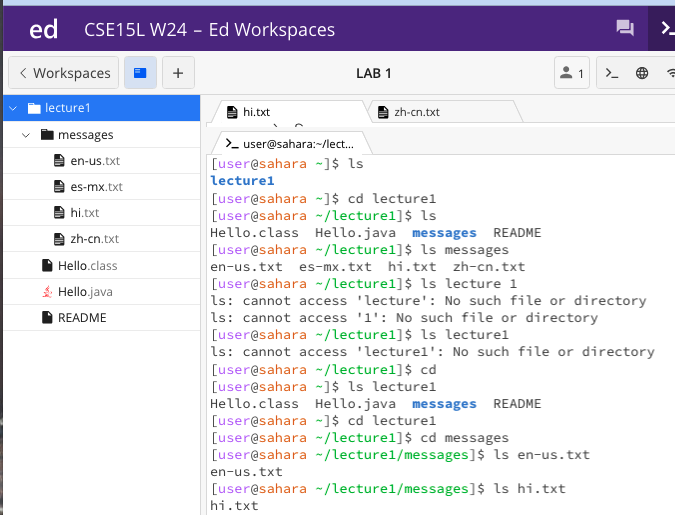 ed CSE15L W24 – Ed Workspaces
Workspaces
LAB 1
1
lecture1
messages
en-us.txt
es-mx.txt
hi.txt
zh-cn.txt
Hello.class
Hello.java
README
hi.txt
zh-cn.txt
user@sahara:~/lect...
[user@sahara ~]$ ls
lecture1
[user@sahara ~]$ cd lecture1
[user@sahara ~/lecture1]$ ls
Hello.class  Hello.java  messages  README
[user@sahara ~/lecture1]$ ls messages
en-us.txt  es-mx.txt  hi.txt  zh-cn.txt
[user@sahara ~/lecture1]$ ls lecture 1
ls: cannot access 'lecture': No such file or directory
ls: cannot access '1': No such file or directory
[user@sahara ~/lecture1]$ ls lecture1
ls: cannot access 'lecture1': No such file or directory
[user@sahara ~/lecture1]$ cd
[user@sahara ~]$ ls lecture1
Hello.class  Hello.java  messages  README
[user@sahara ~]$ cd lecture1
[user@sahara ~/lecture1]$ cd messages
[user@sahara ~/lecture1/messages]$ ls en-us.txt
en-us.txt
[user@sahara ~/lecture1/messages]$ ls hi.txt
hi.txt